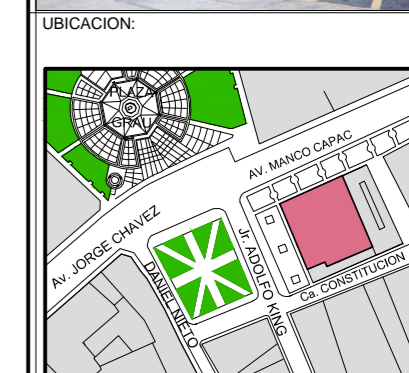 UBICACION:
PLAZA
GRAU
AV. MANCO CAPAC
Av. JORGE CHAVEZ
Jr. ADOLFO KING
DANIEL NIETO
Ca. CONSTITUCION